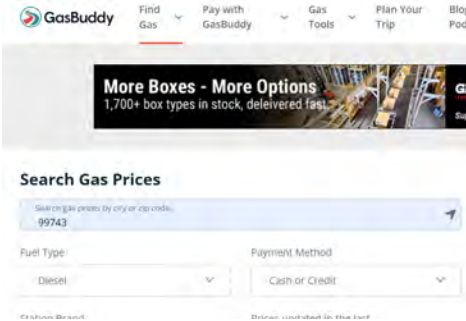 GasBuddy
Find
Gas
Pay with
GasBuddy
Gas
Tools
Plan Your
Trip
Blog
Pod
More Boxes - More Options
1,700+ box types in stock, deleivered fast.
Search Gas Prices
Search gas prices by city or zip code...
99743
Fuel Type
Payment Method
Diesel
Cash or Credit
Station Brand
Prices updated in the last